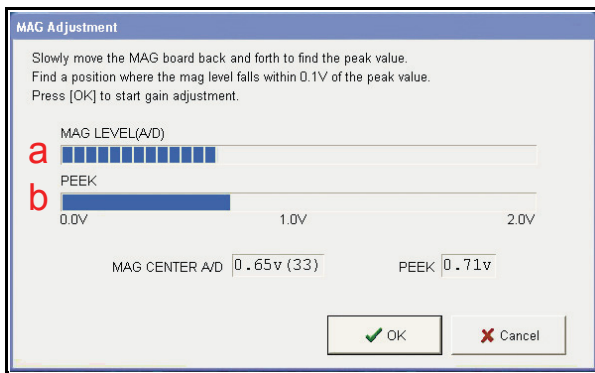 MAG Adjustment
Slowly move the MAG board back and forth to find the peak value.
Find a position where the mag level falls within 0.1V of the peak value.
Press [OK] to start gain adjustment.
MAG LEVEL(A/D)
a
PEEK
b
0.0V 1.0V 2.0V
MAG CENTER A/D 0.65v(33) PEEK 0.71v
OK Cancel